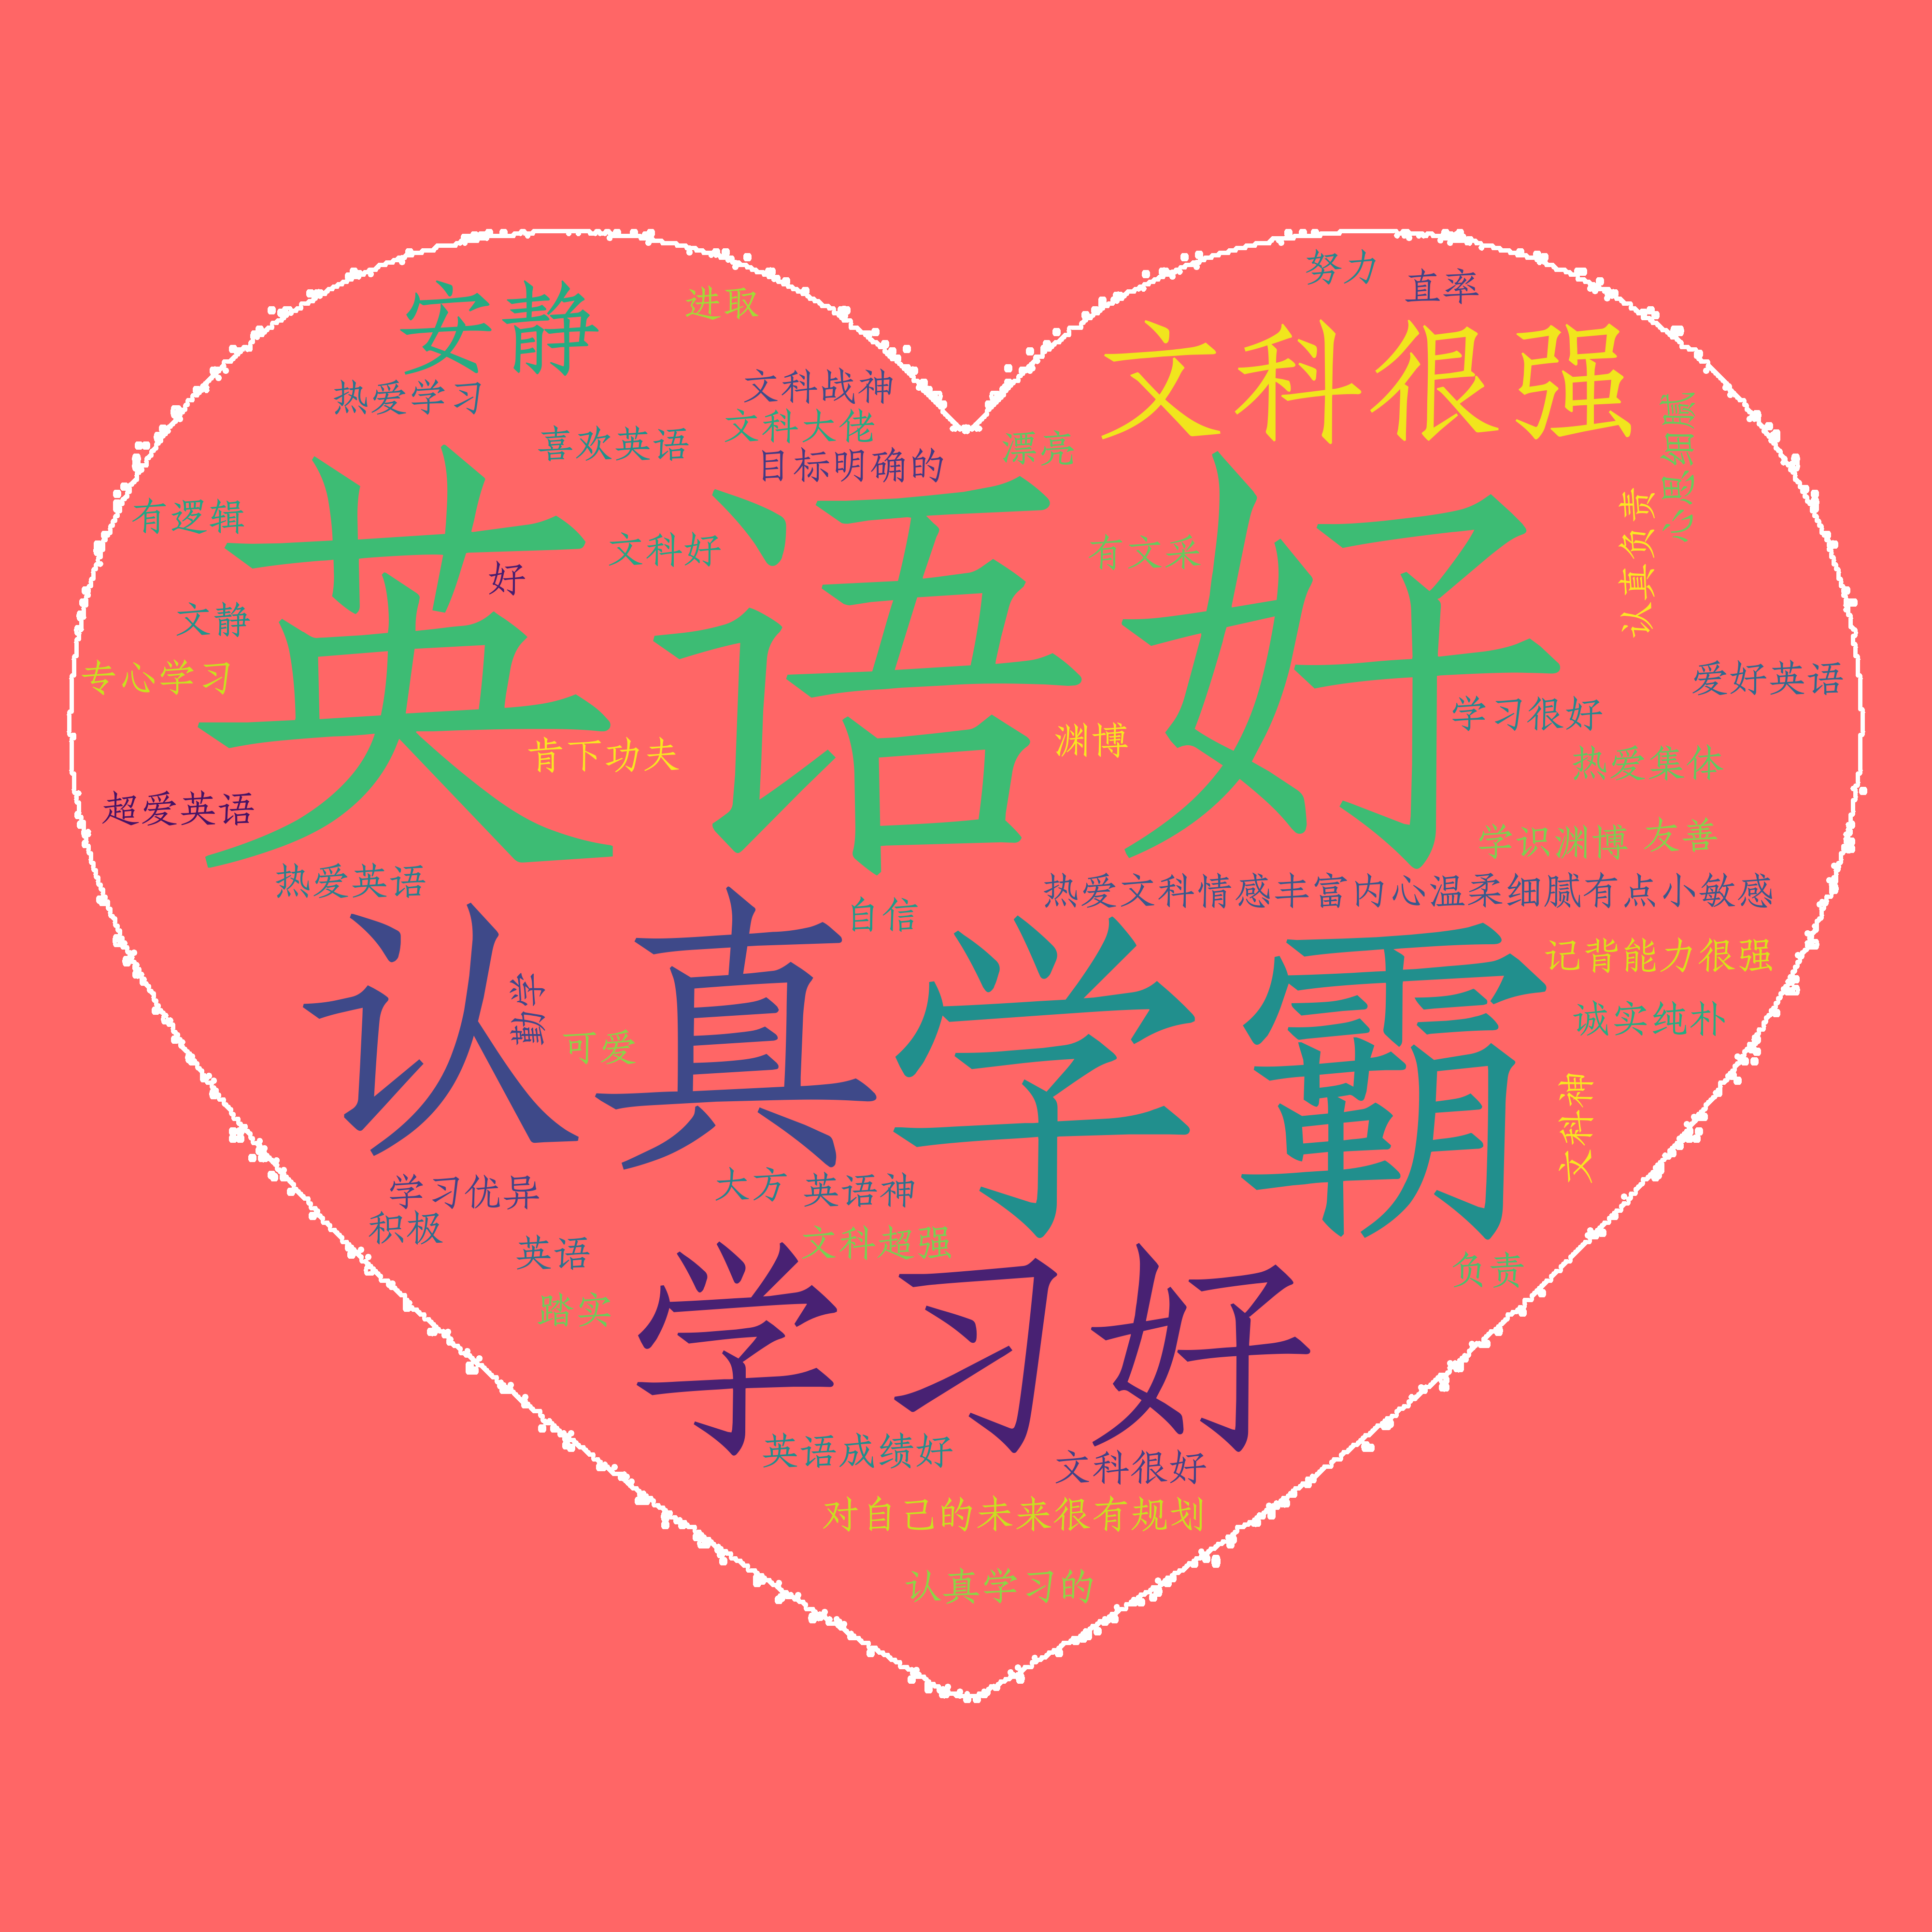 努力
直率
安静
进取
文科很强
热爱学习
文科战神
文科大佬
喜欢英语
漂亮
目标明确的
心思细腻
有逻辑
英语好
文科好
有文采
好
认真负责
文静
专心学习
爱好英语
学习很好
肯下功夫
渊博
热爱集体
超爱英语
学识渊博
友善
热爱英语
热爱文科情感丰富内心温柔细腻有点小敏感
自信
认真
学霸
记背能力很强
勤学
可爱
诚实纯朴
文科神
学习优异
大方
英语神
积极
英语
文科超强
负责
踏实
学习好
英语成绩好
文科很好
对自己的未来很有规划
认真学习的